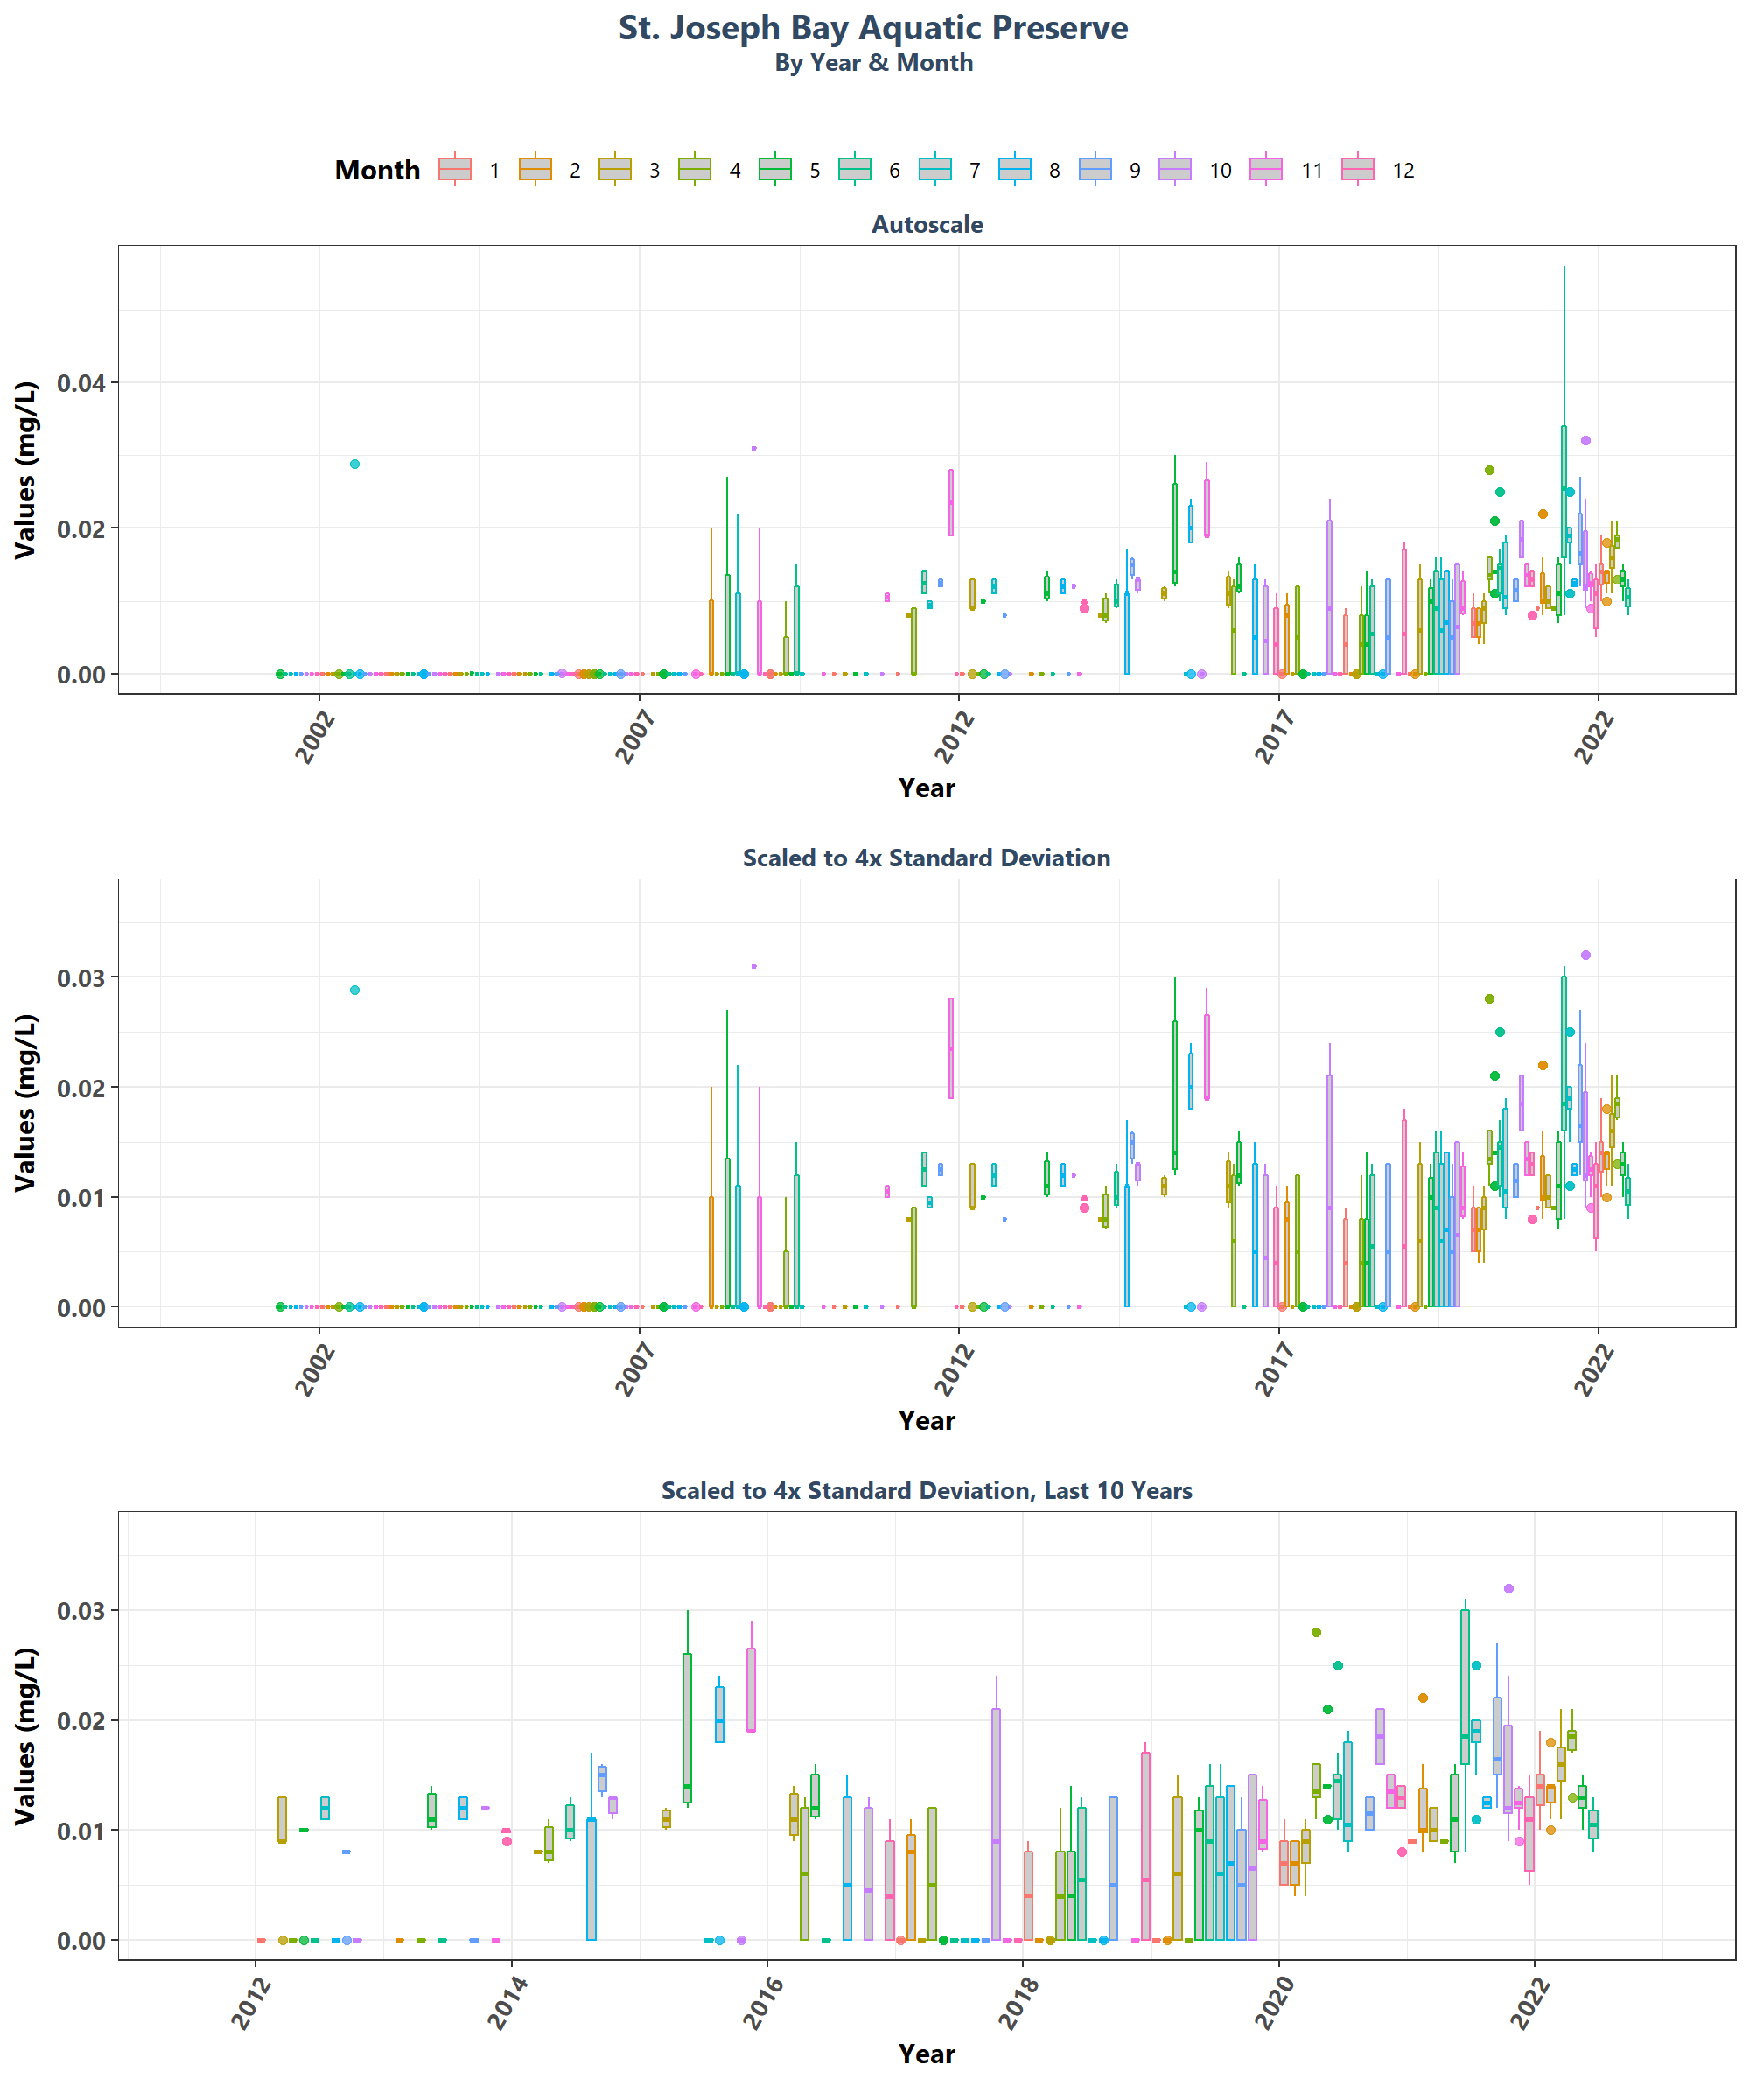 St. Joseph Bay Aquatic Preserve
By Year & Month
Month 1 2 3 4 5 6 7 8 9 10 11 12
Autoscale
Values (mg/L)
0.04
0.02
0.00
2002 2007 2012 2017 2022
Year
Scaled to 4x Standard Deviation
Values (mg/L)
0.03
0.02
0.01
0.00
2002 2007 2012 2017 2022
Year
Scaled to 4x Standard Deviation, Last 10 Years
Values (mg/L)
0.03
0.02
0.01
0.00
2012 2014 2016 2018 2020 2022
Year